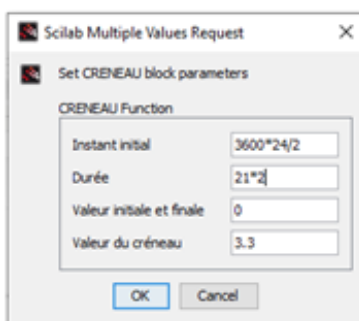 Scilab Multiple Values Request
Set CRENEAU block parameters
CRENEAU Function
Instant initial 3600*24/2
Durée 21*2
Valeur initiale et finale 0
Valeur du créneau 3.3
OK Cancel